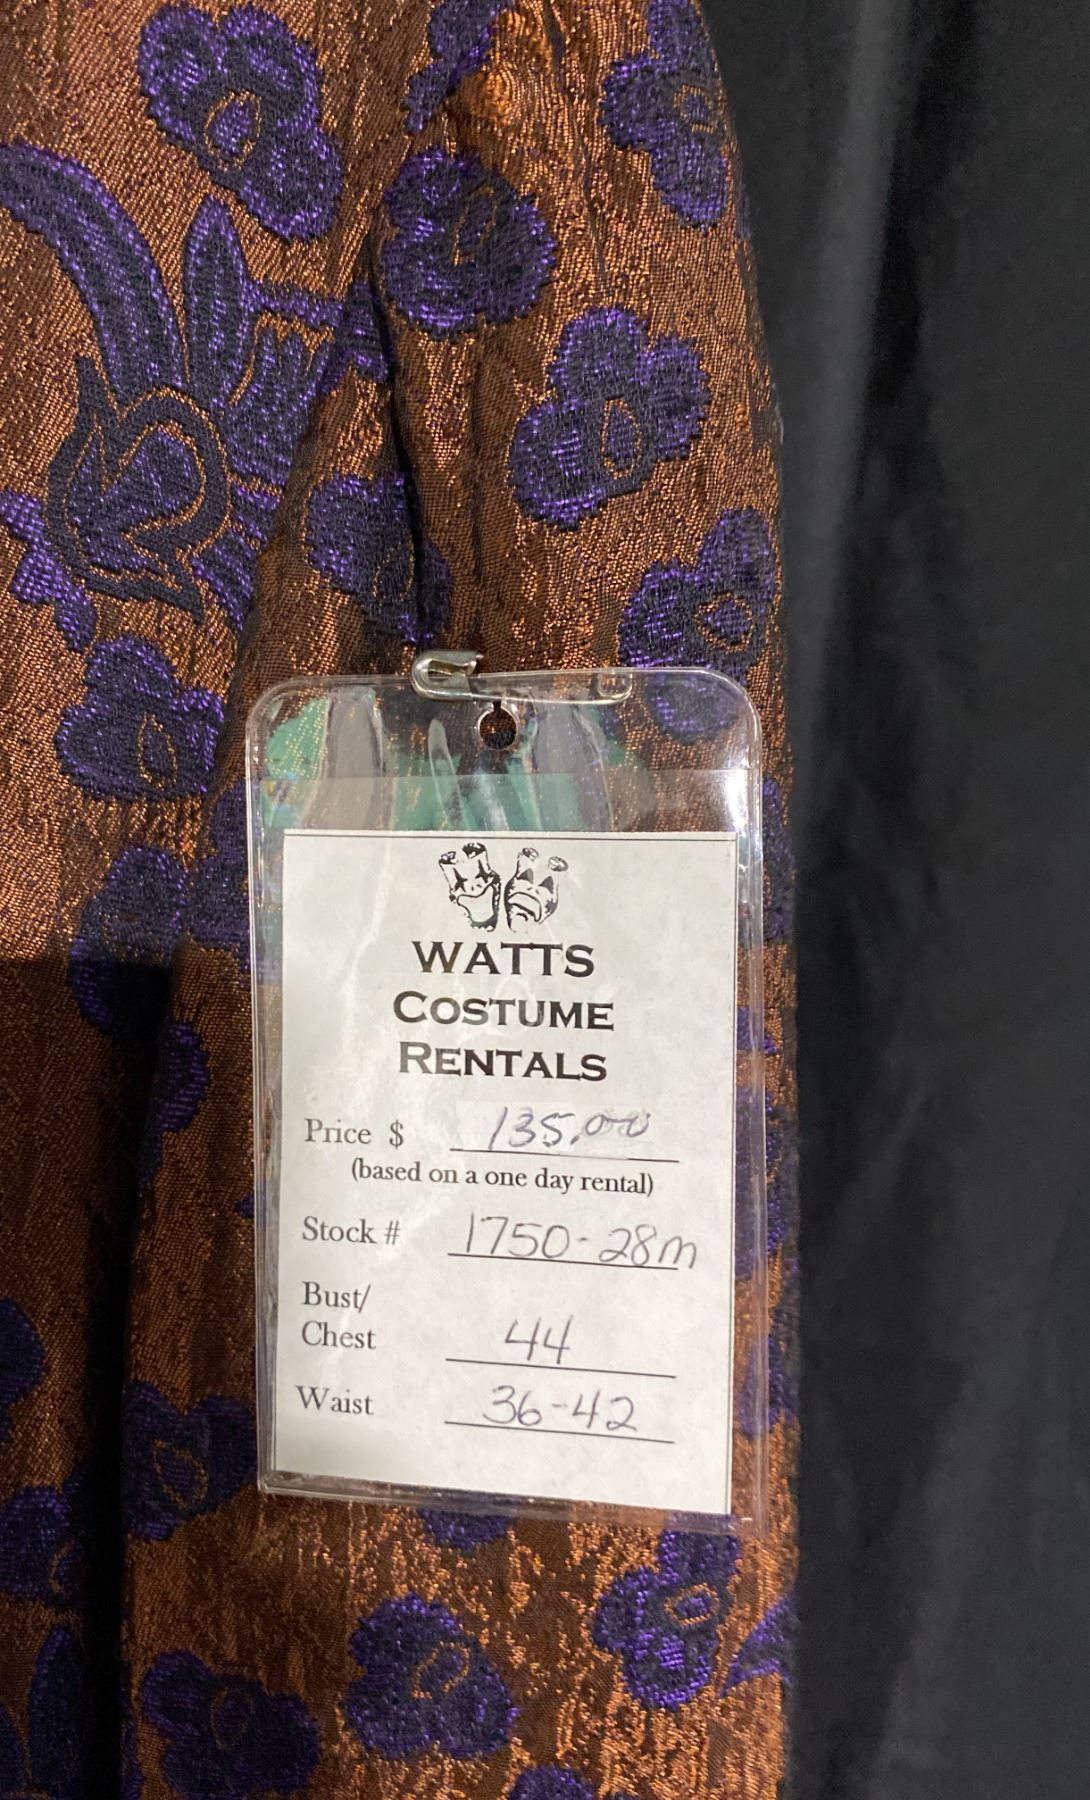 WATTS
COSTUME
RENTALS
Price $ 135.00
(based on a one day rental)
Stock # 1750-28m
Bust/
Chest 44
Waist 36-42